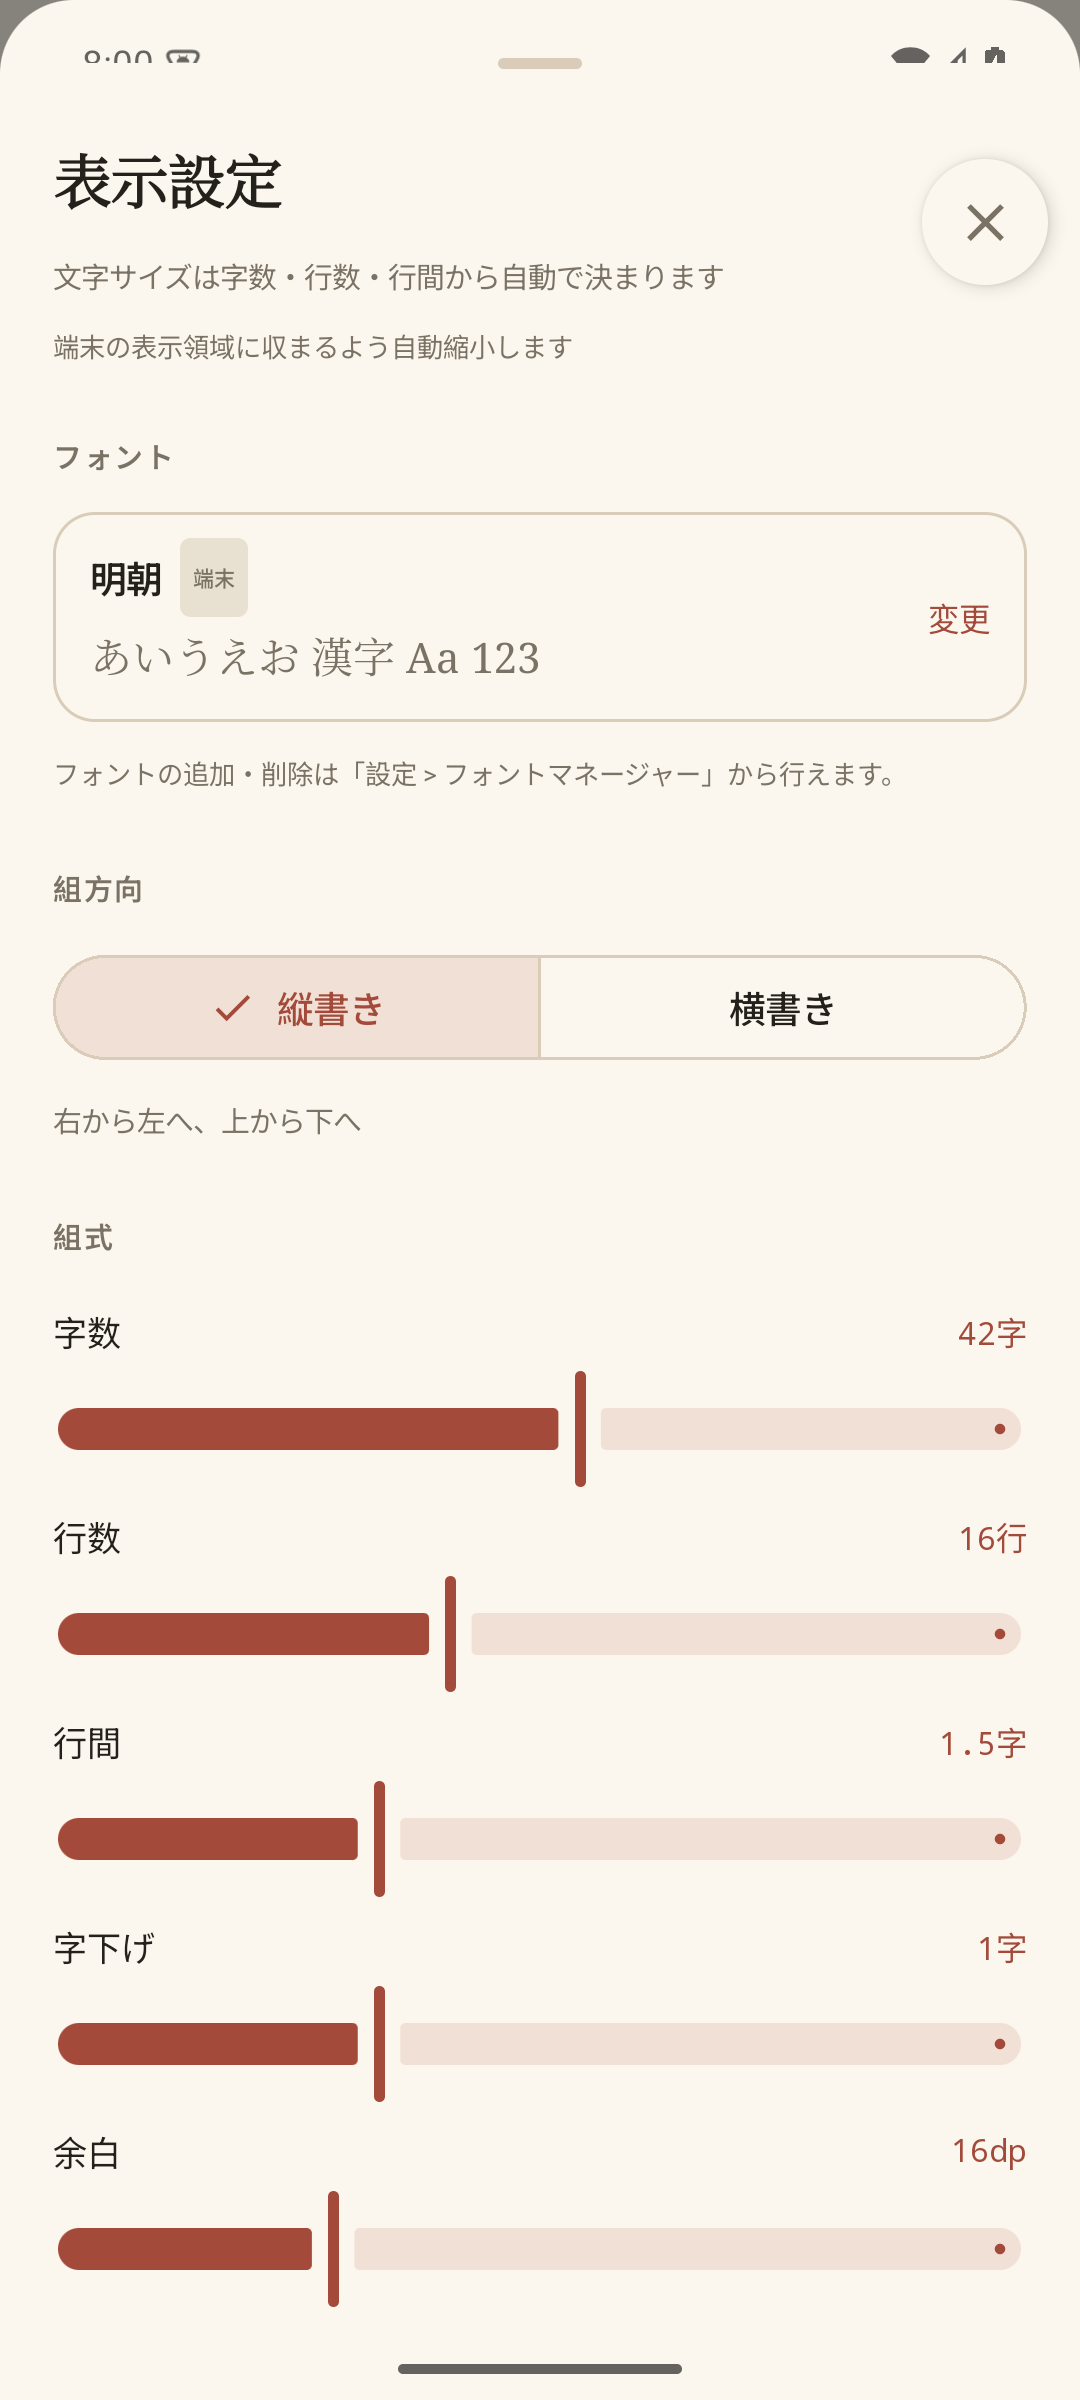 表示設定
文字サイズは字数・行数・行間から自動で決まります
端末の表示領域に収まるよう自動縮小します
フォント
明朝 端末
あいうえお 漢字 Aa 123
変更
フォントの追加・削除は「設定 > フォントマネージャー」から行えます。
組方向
縦書き 横書き
右から左へ、上から下へ
組式
字数 42字
行数 16行
行間 1.5字
字下げ 1字
余白 16dp